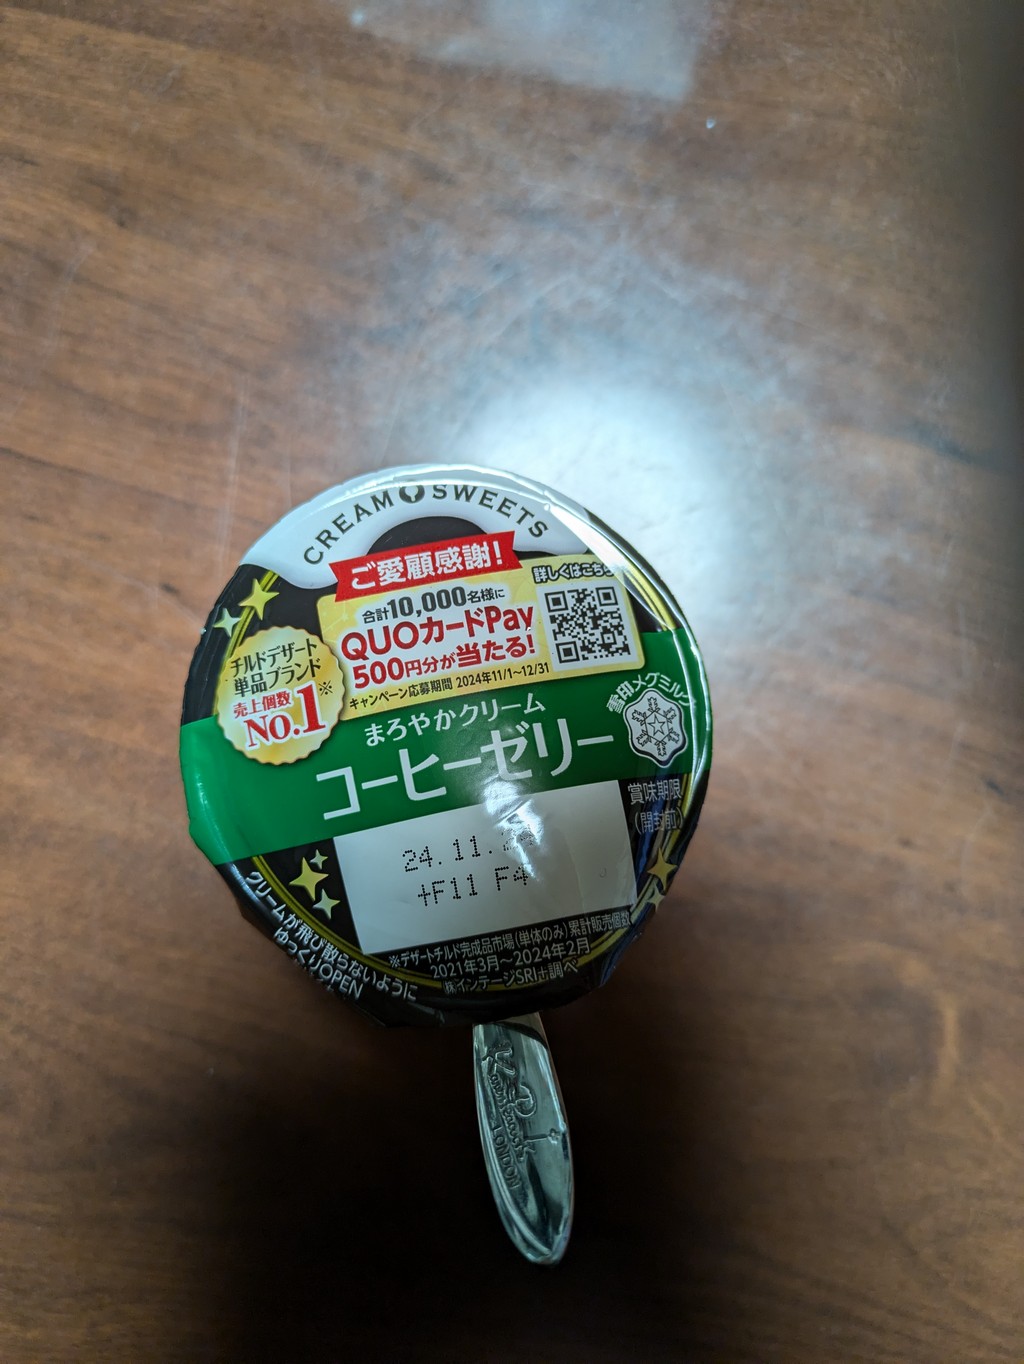 CREAM SWEETS
ご愛顧感謝!
詳しくはこちら
合計10,000名様に
QUOカードPay
500円分が当たる!
キャンペーン応募期間 2024年11/1〜12/31
チルドデザート
単品ブランド
売上個数※
No.1
まろやかクリーム
コーヒーゼリー
雪印メグミルク
賞味期限
(開封前)
24.11.
+F11 F4
※デザートチルド完成品市場(単体のみ)累計販売個数
2021年3月〜2024年2月
㈱インテージSRI+調べ
クリームが飛び散らないように
ゆっくりOPEN
LONDON